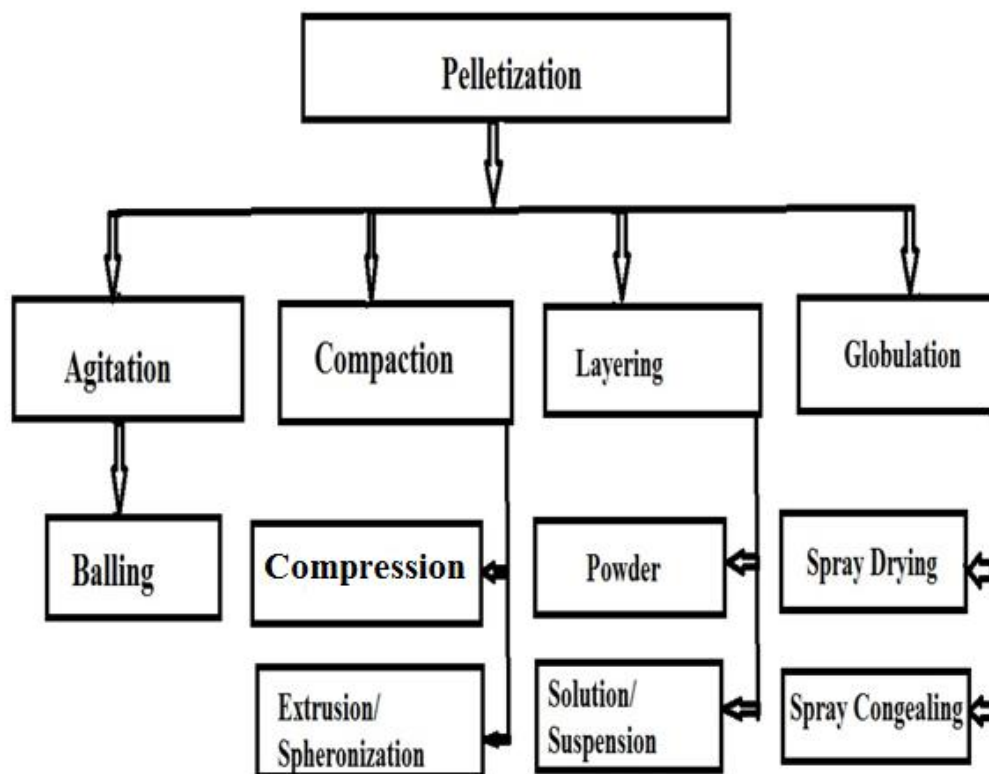 Pelletization
Agitation
Compaction
Layering
Globulation
Balling
Compression
Powder
Spray Drying
Extrusion/
Spheronization
Solution/
Suspension
Spray Congealing